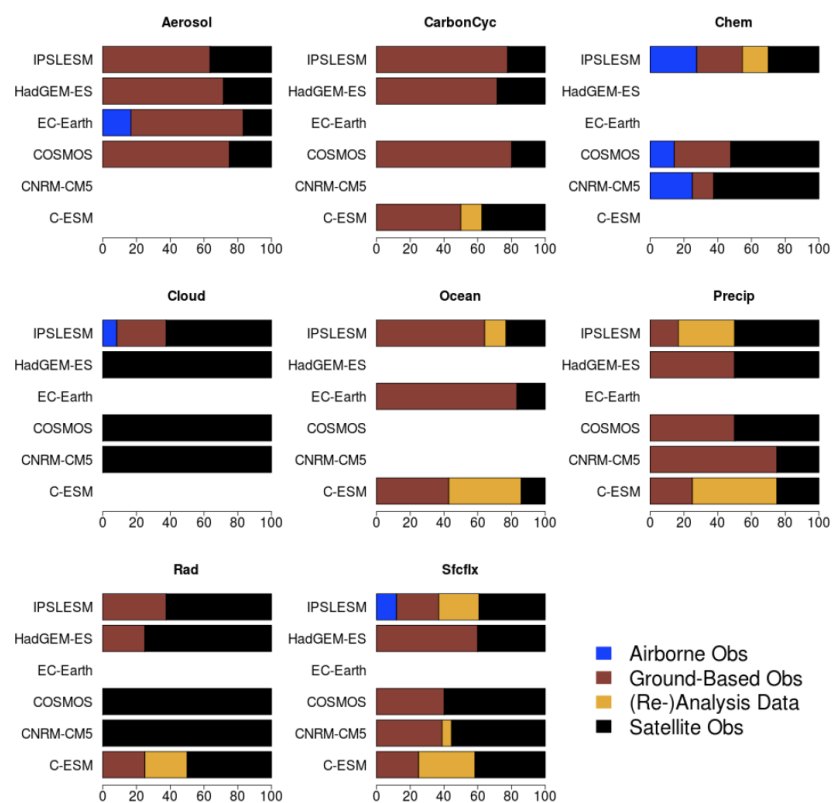 Aerosol
IPSLESM
HadGEM-ES
EC-Earth
COSMOS
CNRM-CM5
C-ESM
0 20 40 60 80 100
CarbonCyc
IPSLESM
HadGEM-ES
EC-Earth
COSMOS
CNRM-CM5
C-ESM
0 20 40 60 80 100
Chem
IPSLESM
HadGEM-ES
EC-Earth
COSMOS
CNRM-CM5
C-ESM
0 20 40 60 80 100
Cloud
IPSLESM
HadGEM-ES
EC-Earth
COSMOS
CNRM-CM5
C-ESM
0 20 40 60 80 100
Ocean
IPSLESM
HadGEM-ES
EC-Earth
COSMOS
CNRM-CM5
C-ESM
0 20 40 60 80 100
Precip
IPSLESM
HadGEM-ES
EC-Earth
COSMOS
CNRM-CM5
C-ESM
0 20 40 60 80 100
Rad
IPSLESM
HadGEM-ES
EC-Earth
COSMOS
CNRM-CM5
C-ESM
0 20 40 60 80 100
Sfcflx
IPSLESM
HadGEM-ES
EC-Earth
COSMOS
CNRM-CM5
C-ESM
0 20 40 60 80 100
Airborne Obs
Ground-Based Obs
(Re-)Analysis Data
Satellite Obs